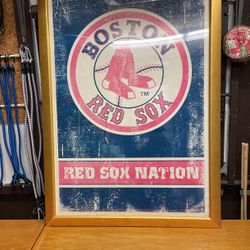 BOSTON
TM
RED SOX
RED SOX NATION